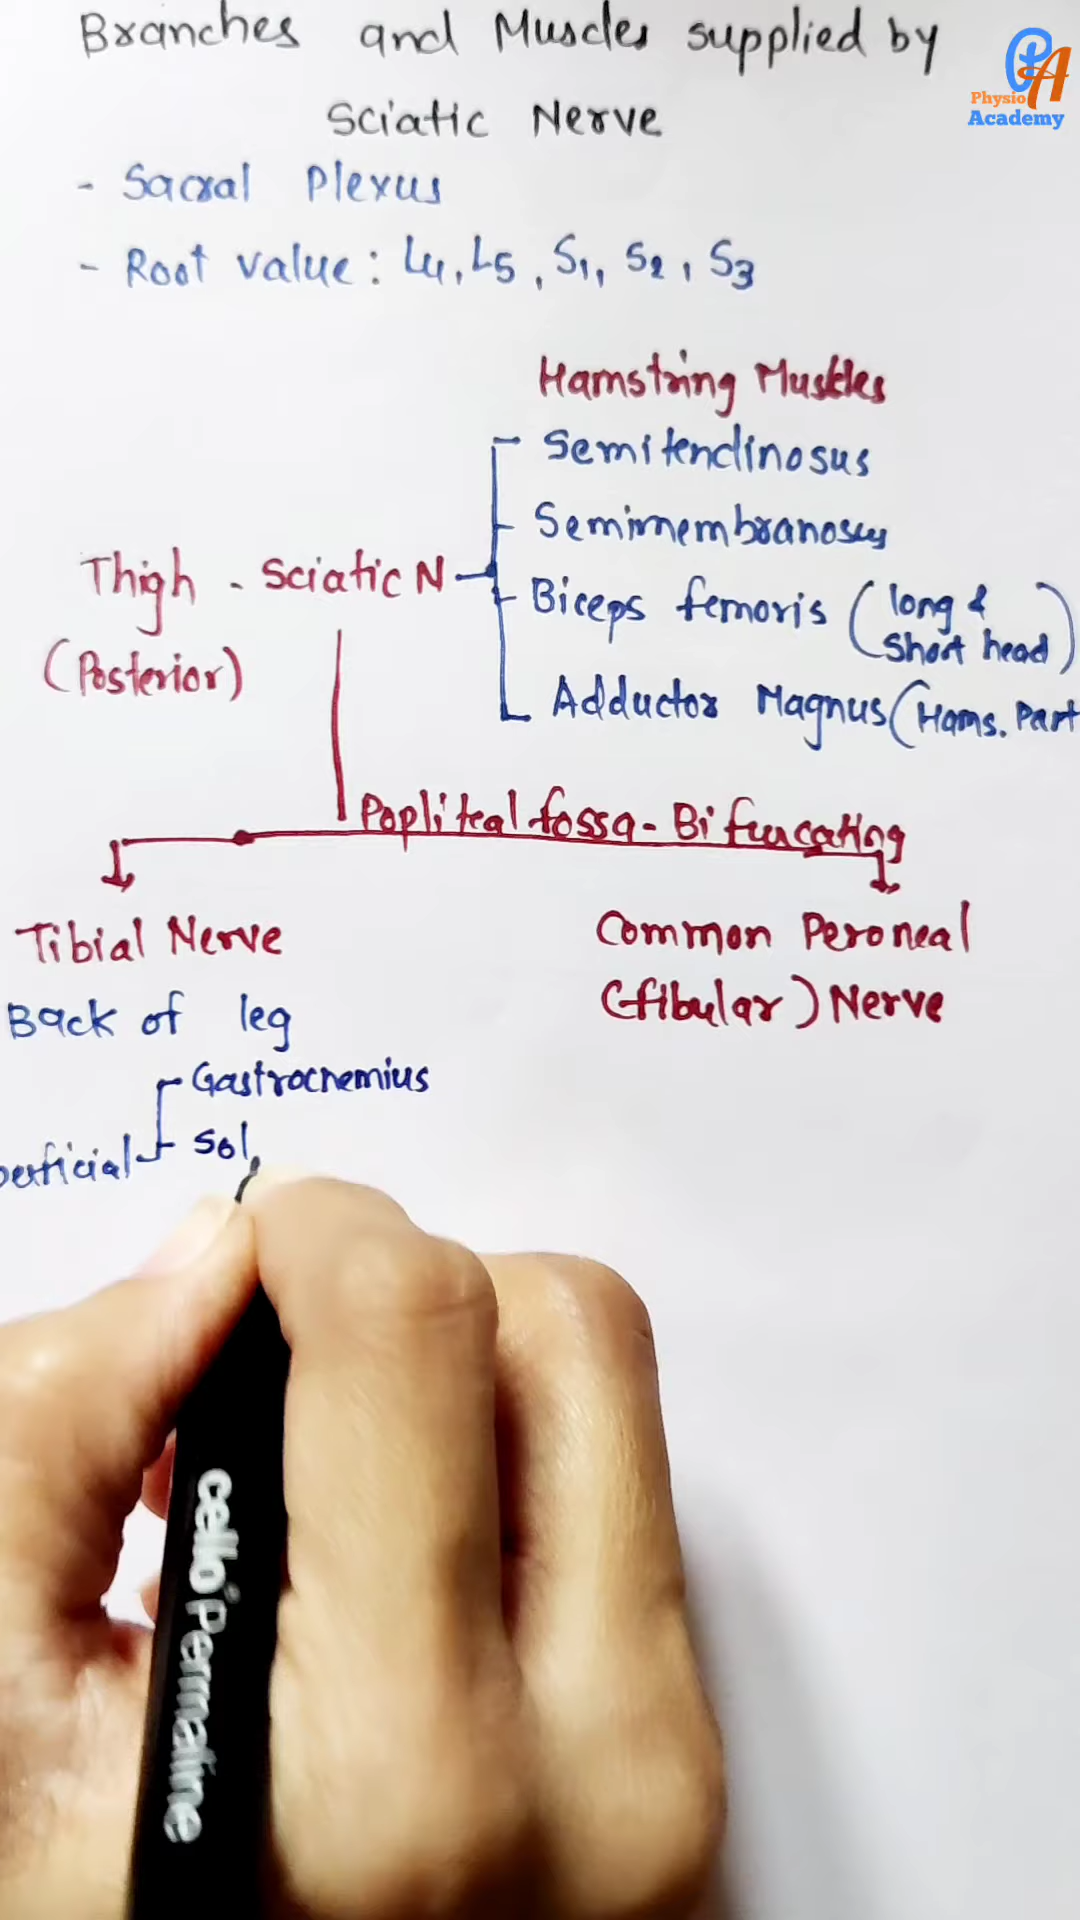 Branches and Muscles supplied by
Sciatic Nerve
Physio
Academy
- Sacral Plexus
- Root value: L4, L5, S1, S2, S3
Hamstring Muscles
Semitendinosus
Semimembranosus
Thigh - Sciatic N
(Posterior)
Biceps femoris (long &
short head)
Adductor Magnus (Hams. Part
Popliteal fossa - Bifurcating
Tibial Nerve
Common Peroneal
(fibular) Nerve
Back of leg
Gastrocnemius
perficial
Sol
cello Permaline